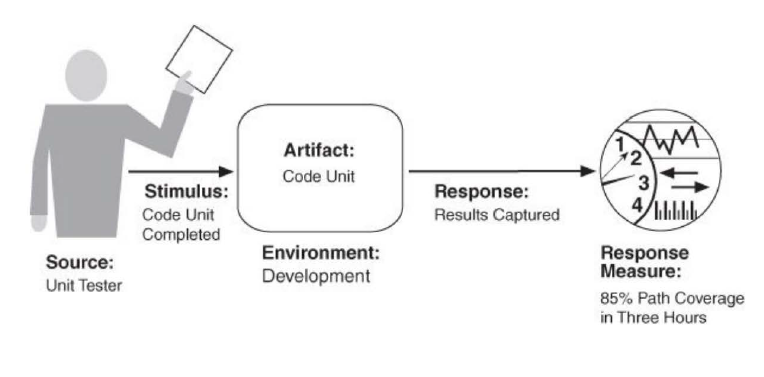 Source:
Unit Tester
Stimulus:
Code Unit
Completed
Artifact:
Code Unit
Environment:
Development
Response:
Results Captured
1
2
3
4
Response
Measure:
85% Path Coverage
in Three Hours